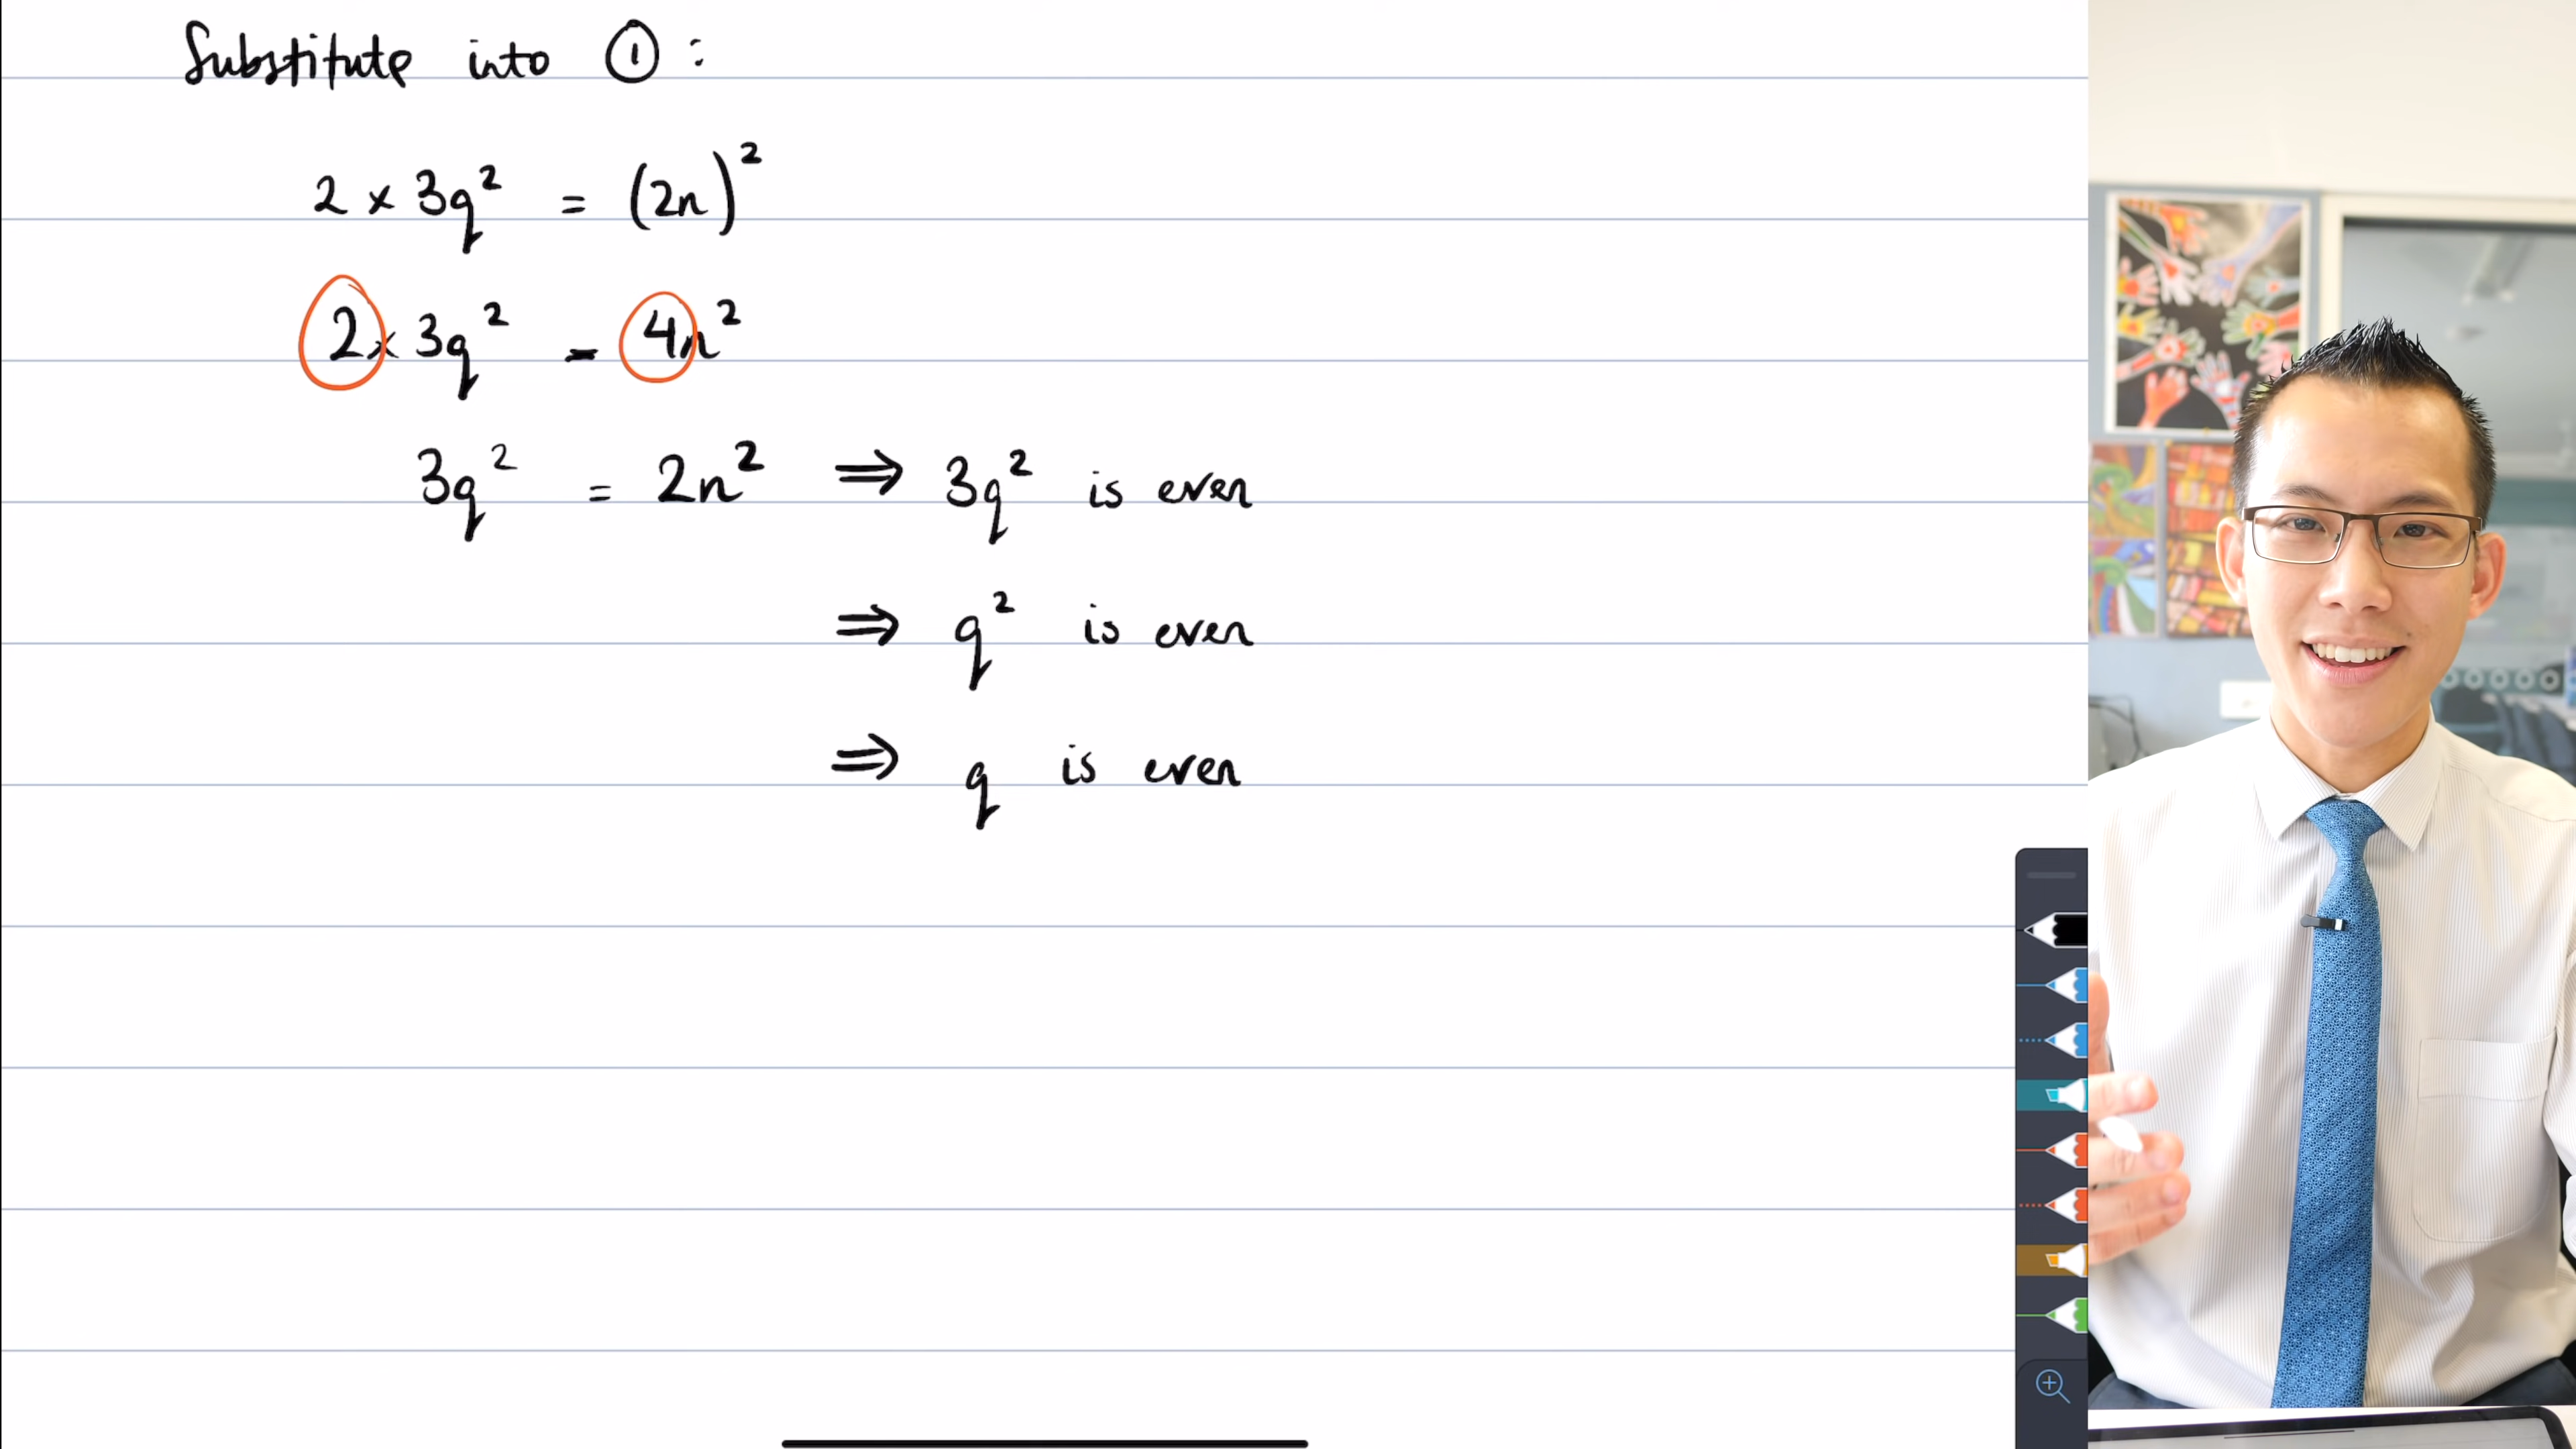 Substitute into ① :
2 × 3q² = (2n)²
2 × 3q² = 4n²
3q² = 2n² ⇒ 3q² is even
⇒ q² is even
⇒ q is even